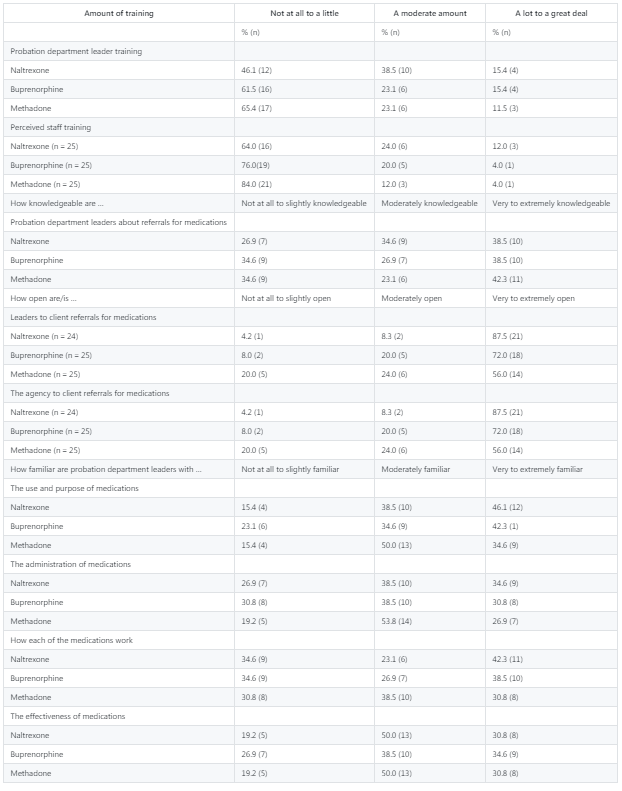 Amount of training Not at all to a little A moderate amount A lot to a great deal
% (n) % (n) % (n)
Probation department leader training
Naltrexone 46.1 (12) 38.5 (10) 15.4 (4)
Buprenorphine 61.5 (16) 23.1 (6) 15.4 (4)
Methadone 65.4 (17) 23.1 (6) 11.5 (3)
Perceived staff training
Naltrexone (n = 25) 64.0 (16) 24.0 (6) 12.0 (3)
Buprenorphine (n = 25) 76.0(19) 20.0 (5) 4.0 (1)
Methadone (n = 25) 84.0 (21) 12.0 (3) 4.0 (1)
How knowledgeable are ... Not at all to slightly knowledgeable Moderately knowledgeable Very to extremely knowledgeable
Probation department leaders about referrals for medications
Naltrexone 26.9 (7) 34.6 (9) 38.5 (10)
Buprenorphine 34.6 (9) 26.9 (7) 38.5 (10)
Methadone 34.6 (9) 23.1 (6) 42.3 (11)
How open are/is ... Not at all to slightly open Moderately open Very to extremely open
Leaders to client referrals for medications
Naltrexone (n = 24) 4.2 (1) 8.3 (2) 87.5 (21)
Buprenorphine (n = 25) 8.0 (2) 20.0 (5) 72.0 (18)
Methadone (n = 25) 20.0 (5) 24.0 (6) 56.0 (14)
The agency to client referrals for medications
Naltrexone (n = 24) 4.2 (1) 8.3 (2) 87.5 (21)
Buprenorphine (n = 25) 8.0 (2) 20.0 (5) 72.0 (18)
Methadone (n = 25) 20.0 (5) 24.0 (6) 56.0 (14)
How familiar are probation department leaders with ... Not at all to slightly familiar Moderately familiar Very to extremely familiar
The use and purpose of medications
Naltrexone 15.4 (4) 38.5 (10) 46.1 (12)
Buprenorphine 23.1 (6) 34.6 (9) 42.3 (1)
Methadone 15.4 (4) 50.0 (13) 34.6 (9)
The administration of medications
Naltrexone 26.9 (7) 38.5 (10) 34.6 (9)
Buprenorphine 30.8 (8) 38.5 (10) 30.8 (8)
Methadone 19.2 (5) 53.8 (14) 26.9 (7)
How each of the medications work
Naltrexone 34.6 (9) 23.1 (6) 42.3 (11)
Buprenorphine 34.6 (9) 26.9 (7) 38.5 (10)
Methadone 30.8 (8) 38.5 (10) 30.8 (8)
The effectiveness of medications
Naltrexone 19.2 (5) 50.0 (13) 30.8 (8)
Buprenorphine 26.9 (7) 38.5 (10) 34.6 (9)
Methadone 19.2 (5) 50.0 (13) 30.8 (8)